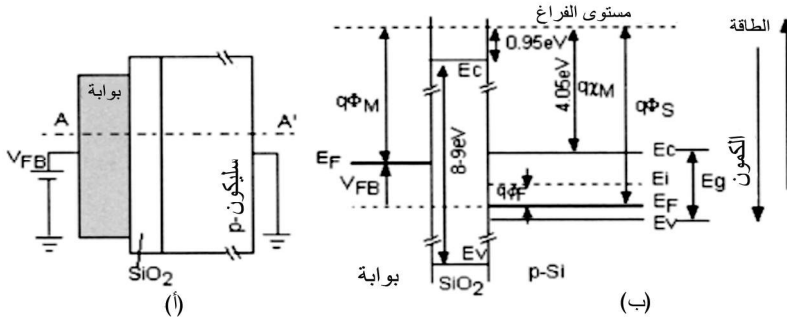 بوابة
A
A'
VFB
سليكون-p
SiO2
(أ)
مستوى الفراغ
0.95eV
Ec
qΦM
8-9eV
4.05eV
qχM
qΦS
EF
VFB
qΦF
Ec
Ei
EF
Ev
Eg
Ev
بوابة
SiO2
p-Si
(ب)
الطاقة
الكمون